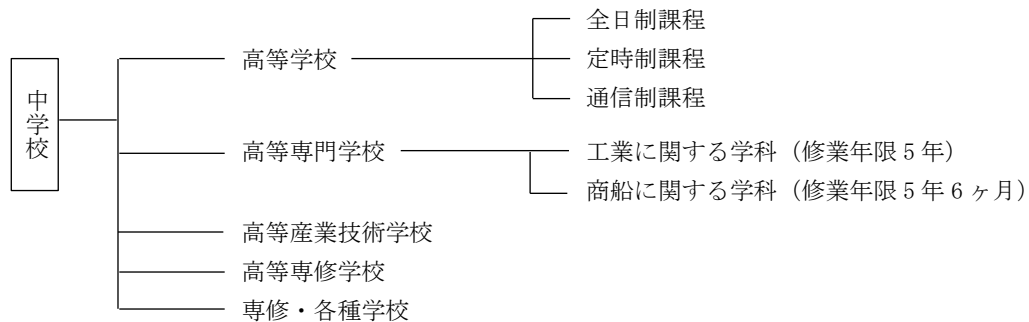 中学校
高等学校
全日制課程
定時制課程
通信制課程
高等専門学校
工業に関する学科（修業年限５年）
商船に関する学科（修業年限５年６ヶ月）
高等産業技術学校
高等専修学校
専修・各種学校